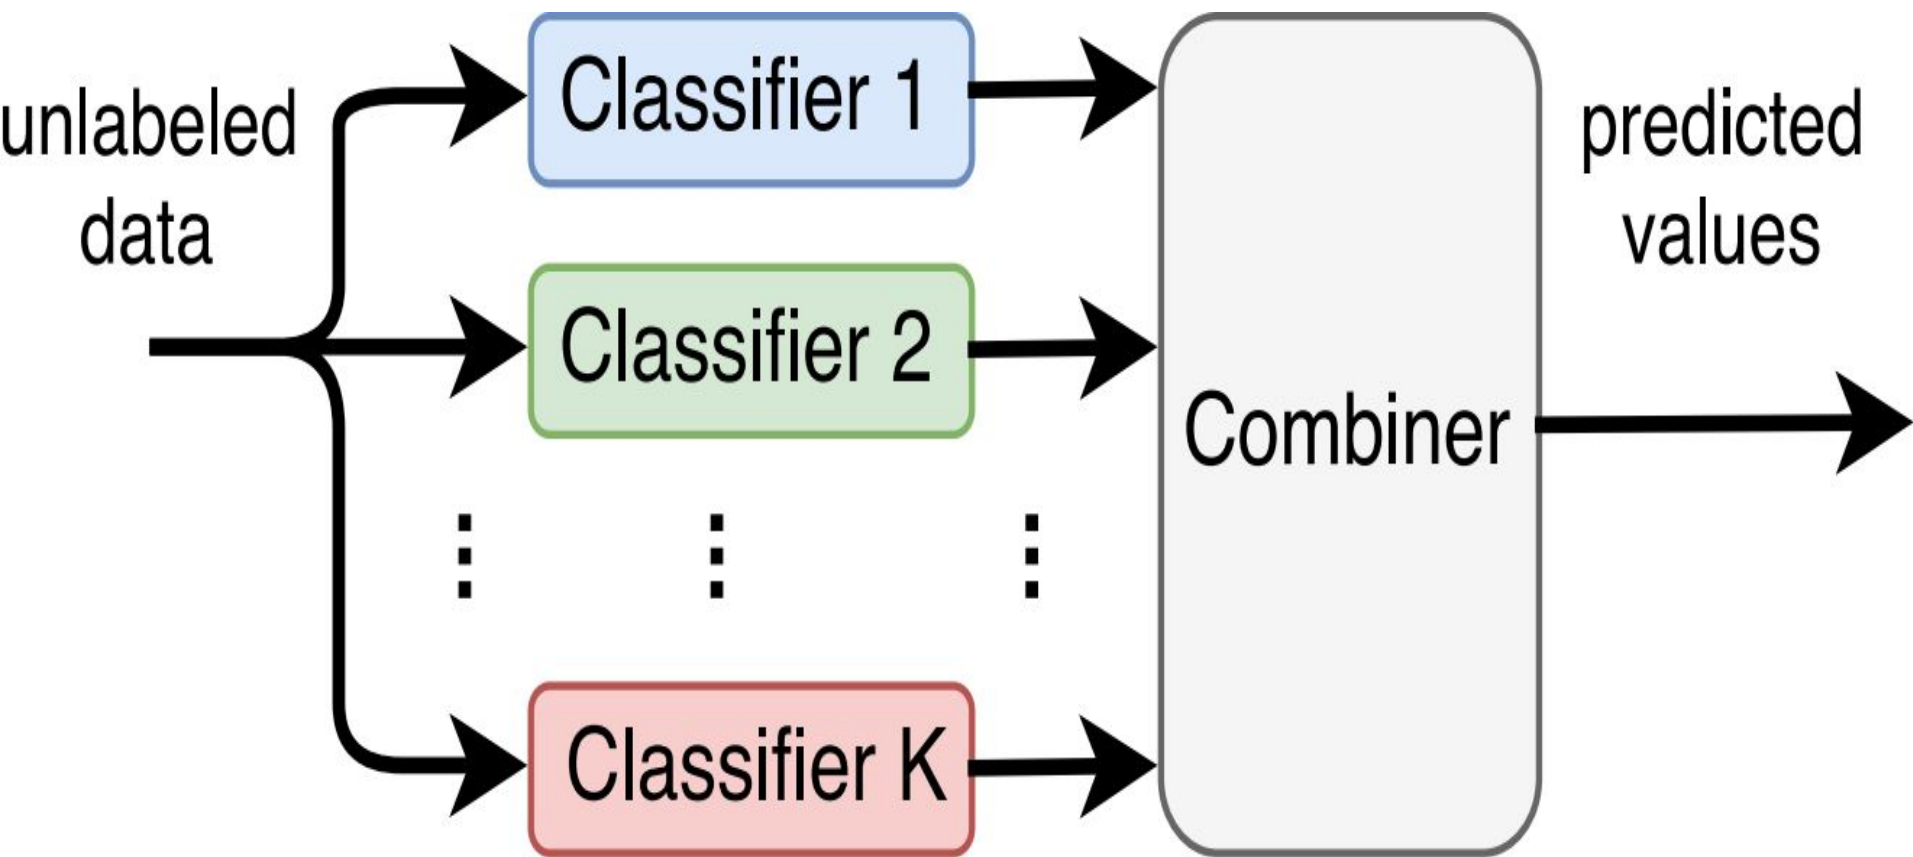 unlabeled
data
Classifier 1
Classifier 2
Classifier K
Combiner
predicted
values